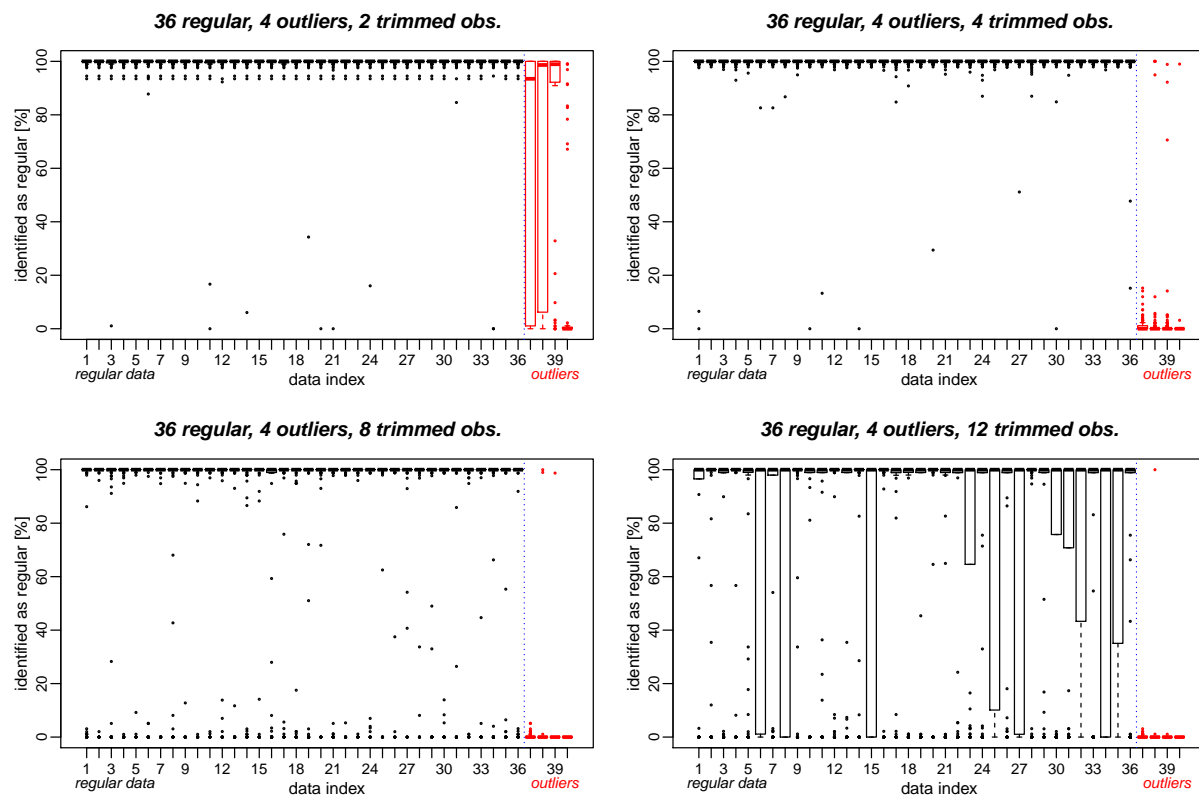 36 regular, 4 outliers, 2 trimmed obs.
identified as regular [%]
100
80
60
40
20
0
1 3 5 7 9 12 15 18 21 24 27 30 33 36 39
regular data
data index
outliers
36 regular, 4 outliers, 4 trimmed obs.
identified as regular [%]
100
80
60
40
20
0
1 3 5 7 9 12 15 18 21 24 27 30 33 36 39
regular data
data index
outliers
36 regular, 4 outliers, 8 trimmed obs.
identified as regular [%]
100
80
60
40
20
0
1 3 5 7 9 12 15 18 21 24 27 30 33 36 39
regular data
data index
outliers
36 regular, 4 outliers, 12 trimmed obs.
identified as regular [%]
100
80
60
40
20
0
1 3 5 7 9 12 15 18 21 24 27 30 33 36 39
regular data
data index
outliers